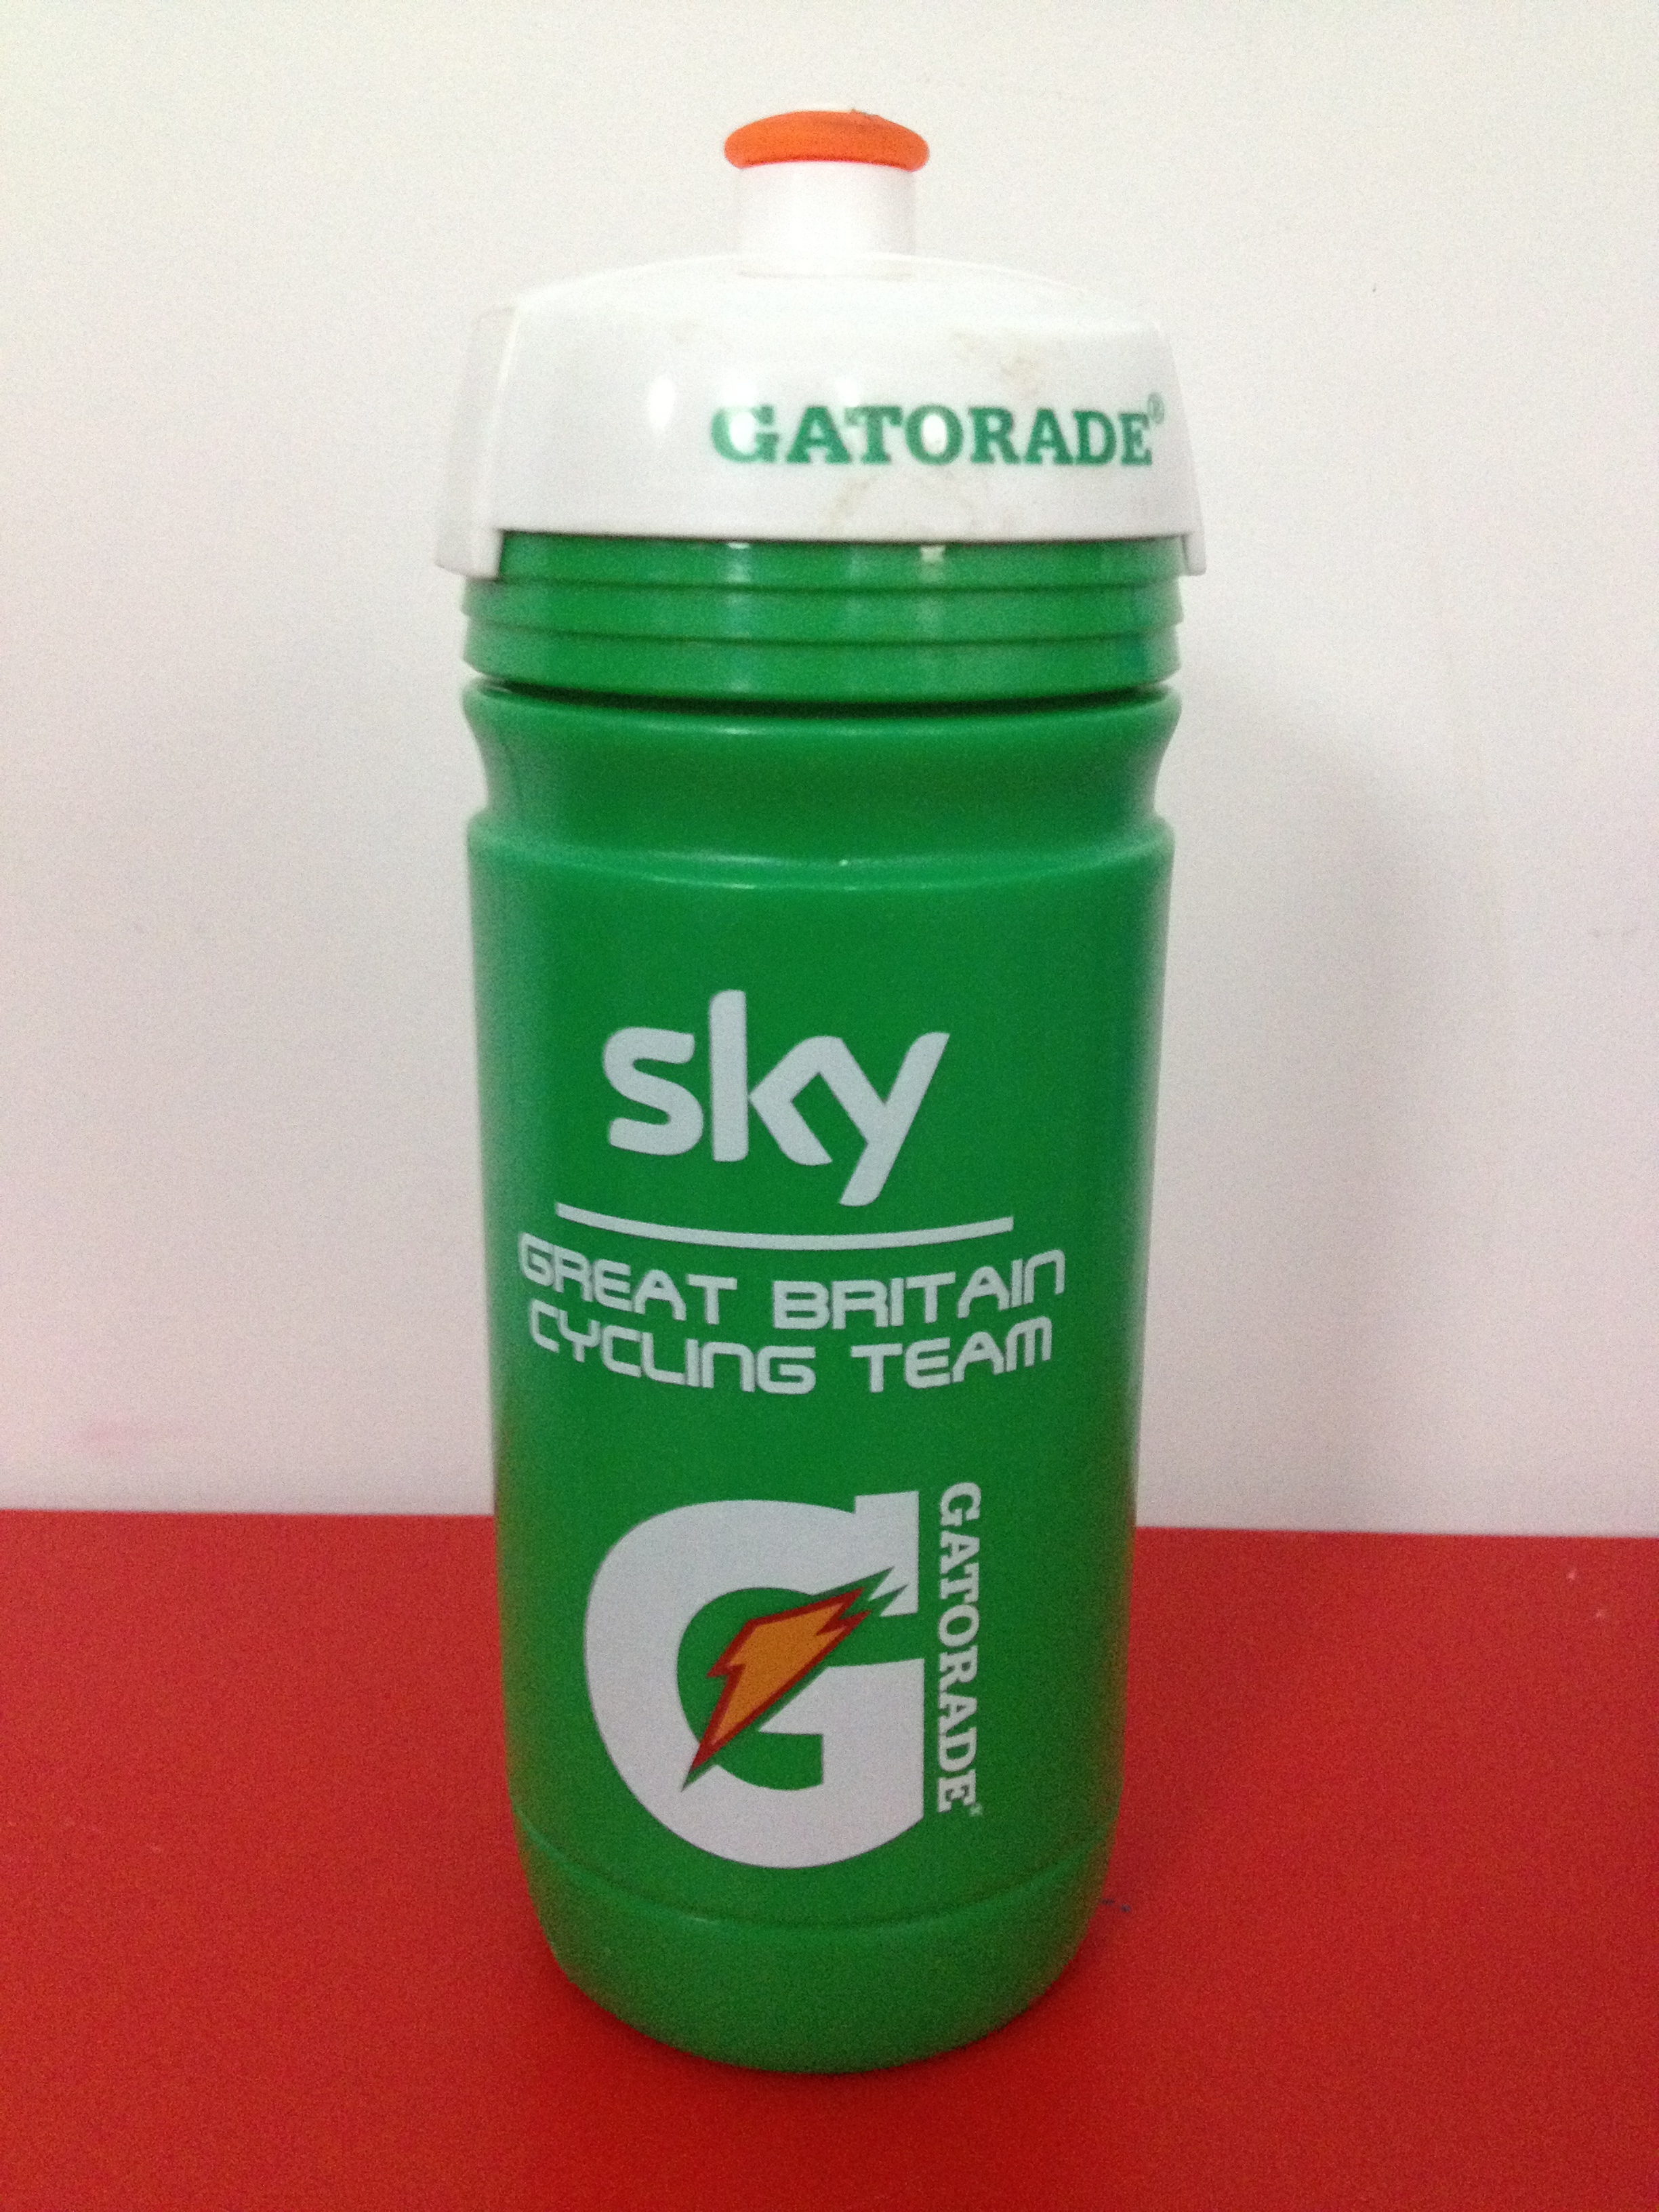 GATORADE®
sky
GREAT BRITAIN
CYCLING TEAM
G
GATORADE®